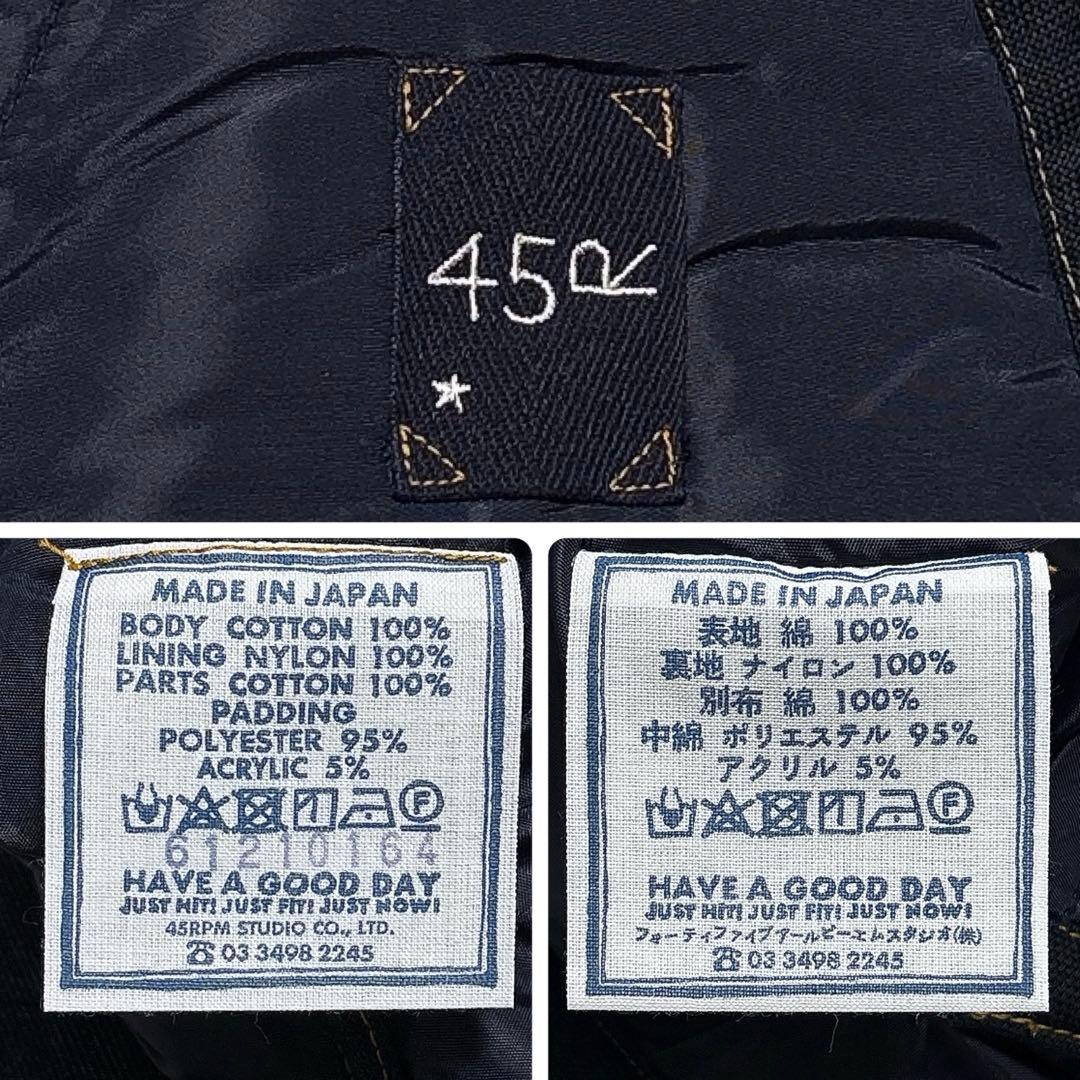 45R
MADE IN JAPAN
BODY COTTON 100%
LINING NYLON 100%
PARTS COTTON 100%
PADDING
POLYESTER 95%
ACRYLIC 5%
F
61210164
HAVE A GOOD DAY
JUST HIT! JUST FIT! JUST NOW!
45RPM STUDIO CO., LTD.
☎ 03 3498 2245
MADE IN JAPAN
表地 綿 100%
裏地 ナイロン 100%
別布 綿 100%
中綿 ポリエステル 95%
アクリル 5%
F
HAVE A GOOD DAY
JUST HIT! JUST FIT! JUST NOW!
フォーティファイブアールピーエムスタジオ(株)
☎ 03 3498 2245